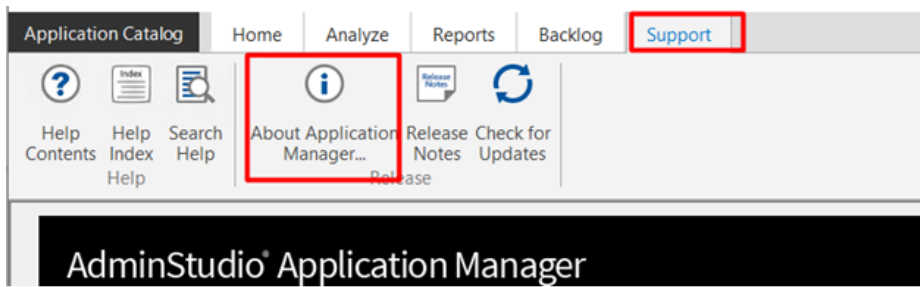 Application Catalog Home Analyze Reports Backlog Support
Index
Release
Notes
Help Help Search About Application Release Check for
Contents Index Help Manager... Notes Updates
Help Release
AdminStudio° Application Manager